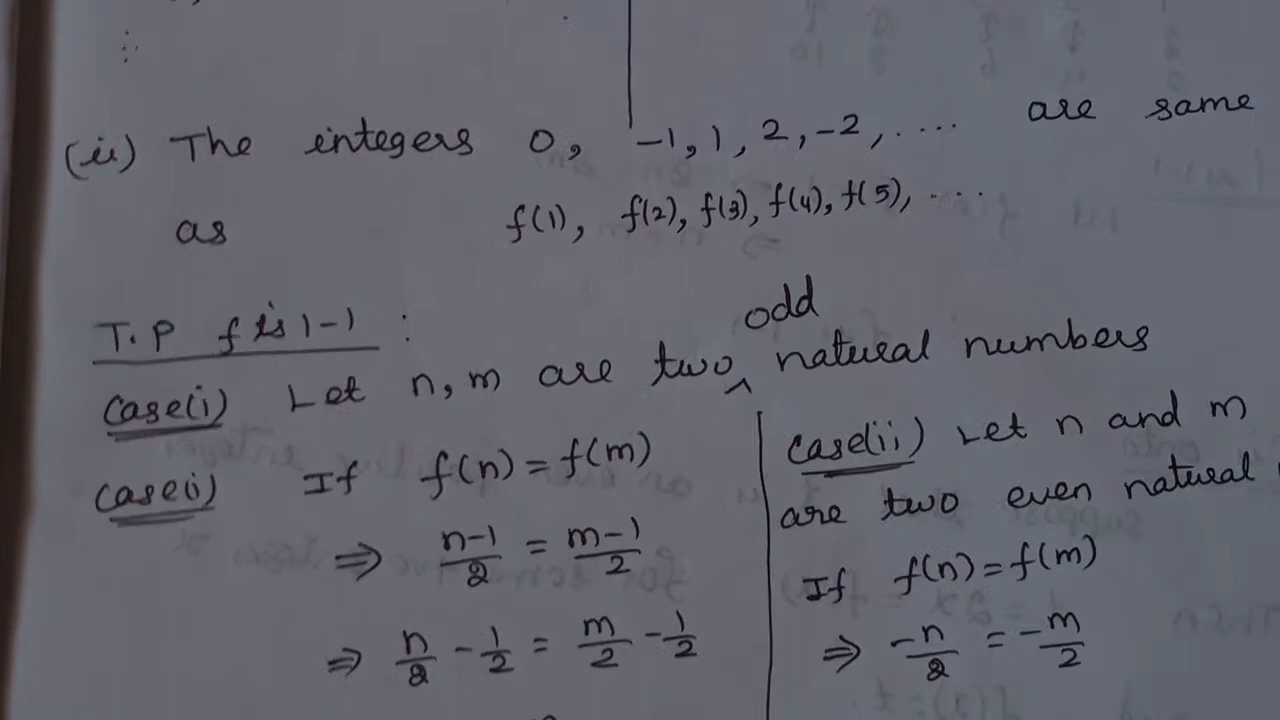 (ii) The integers 0, -1, 1, 2, -2, .... are same
as f(1), f(2), f(3), f(4), f(5), ...
T.P f is 1-1 :
case(i) Let n, m are two ^ odd natural numbers
case(i) If f(n) = f(m)
⇒ n-1/2 = m-1/2
⇒ n/2 - 1/2 = m/2 - 1/2
case(ii) Let n and m
are two even natural
If f(n) = f(m)
⇒ -n/2 = -m/2